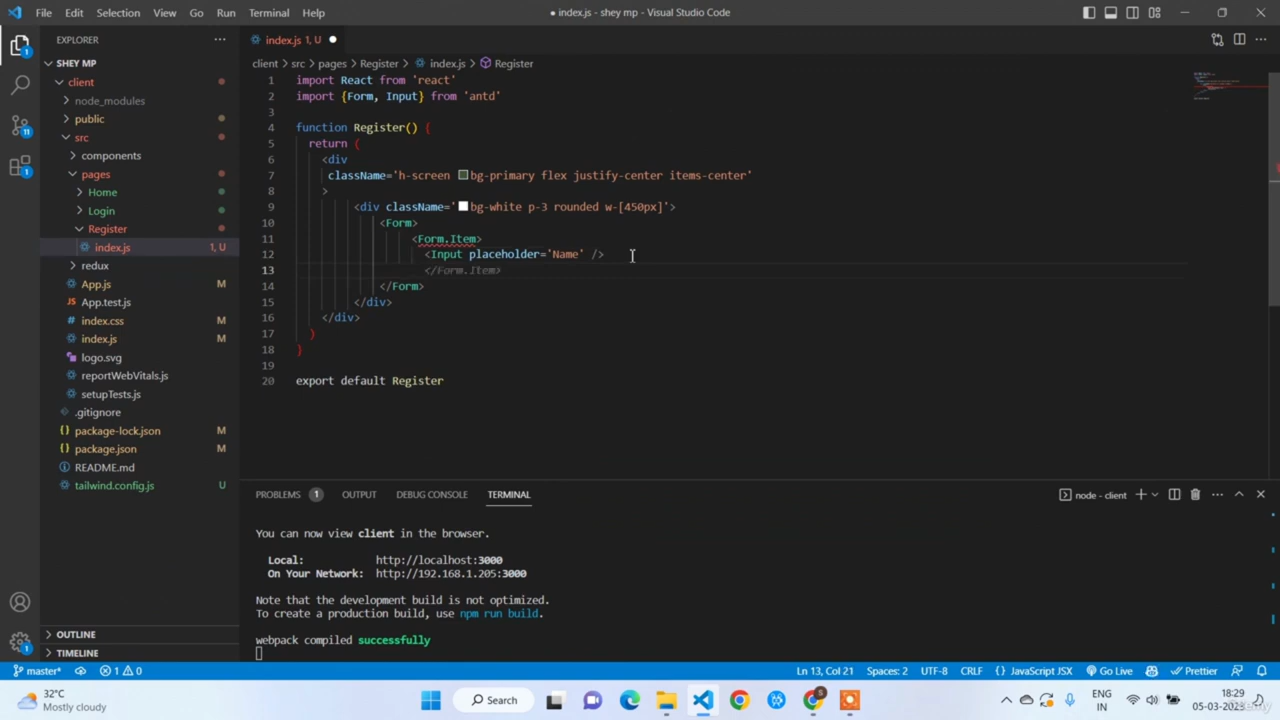 File Edit Selection View Go Run Terminal Help
● index.js - shey mp - Visual Studio Code
EXPLORER
SHEY MP
client
node_modules
public
src
components
pages
Home
Login
Register
index.js 1, U
redux
App.js M
App.test.js
index.css M
index.js M
logo.svg
reportWebVitals.js
setupTests.js
.gitignore
package-lock.json M
package.json M
README.md
tailwind.config.js U
OUTLINE
TIMELINE
index.js 1, U
client > src > pages > Register > index.js > Register
1 import React from 'react'
2 import {Form, Input} from 'antd'
3
4 function Register() {
5 return (
6 <div
7 className='h-screen bg-primary flex justify-center items-center'
8 >
9 <div className='bg-white p-3 rounded w-[450px]'>
10 <Form>
11 <Form.Item>
12 <Input placeholder='Name' />
13 </Form.Item>
14 </Form>
15 </div>
16 </div>
17 )
18 }
19
20 export default Register
PROBLEMS 1 OUTPUT DEBUG CONSOLE TERMINAL
node - client
You can now view client in the browser.
Local: http://localhost:3000
On Your Network: http://192.168.1.205:3000
Note that the development build is not optimized.
To create a production build, use npm run build.
webpack compiled successfully
master* 1 0 Ln 13, Col 21 Spaces: 2 UTF-8 CRLF {} JavaScript JSX Go Live Prettier
32°C
Mostly cloudy
Search
ENG
IN
18:29
05-03-2023